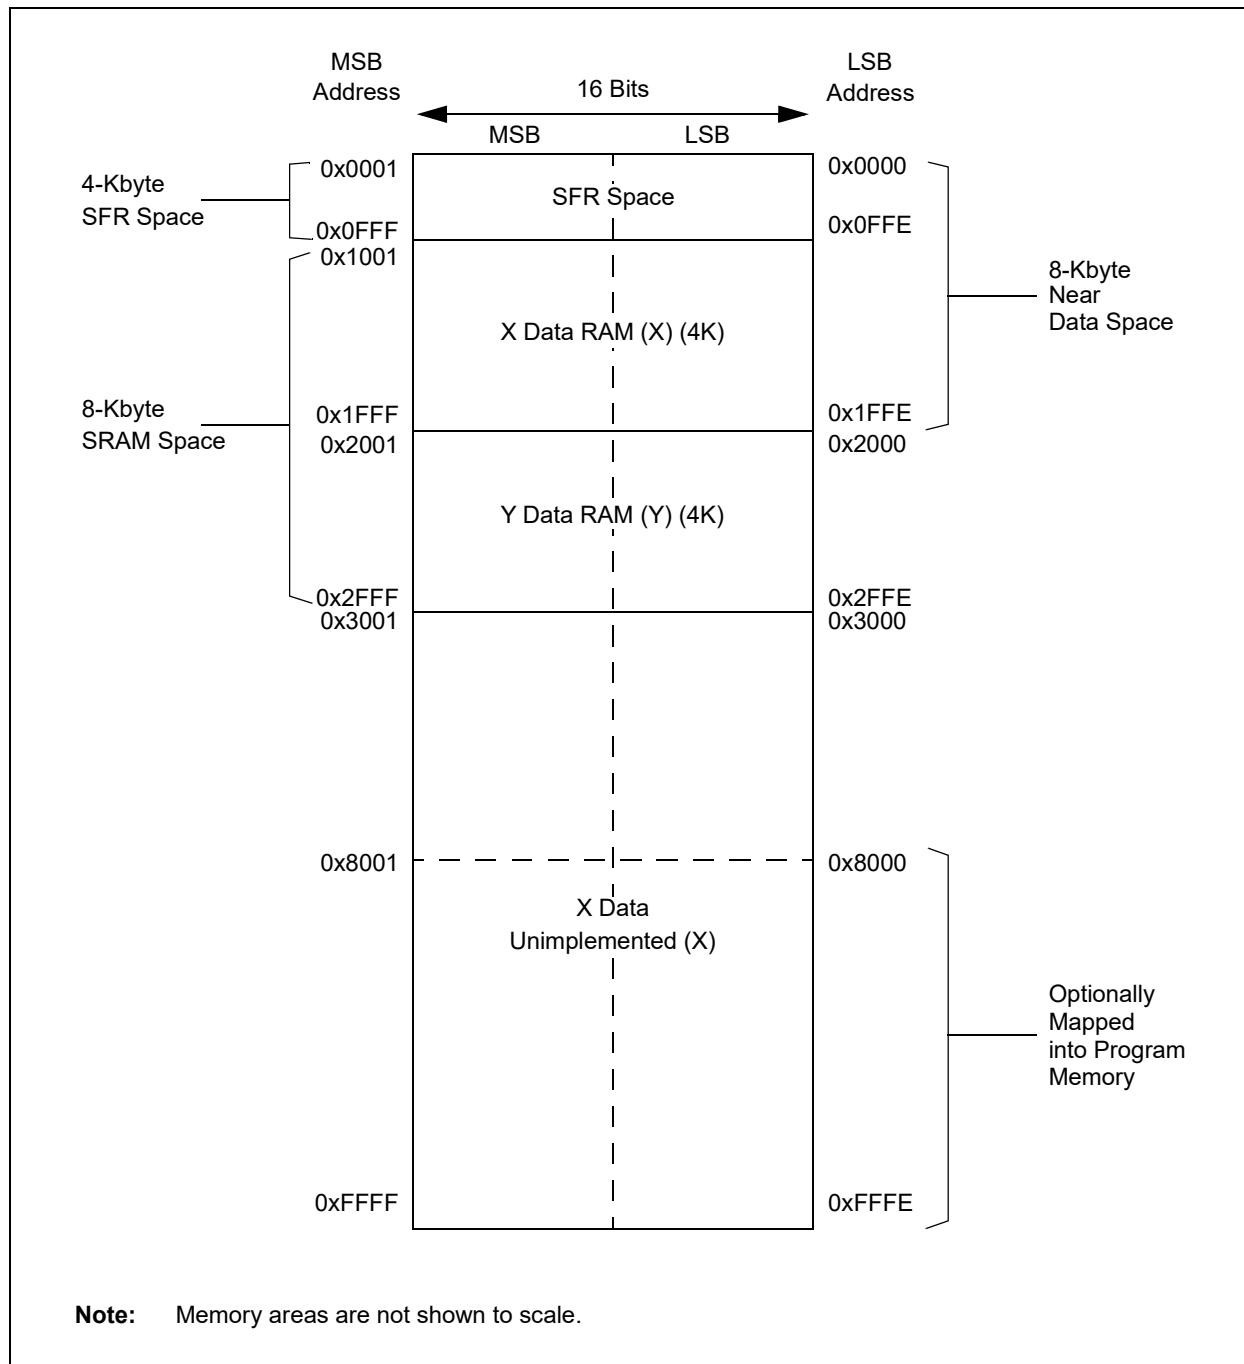 MSB
Address
LSB
Address
16 Bits
MSB
LSB
0x0001
0x0000
4-Kbyte
SFR Space
SFR Space
0x0FFF
0x0FFE
0x1001
8-Kbyte
Near
Data Space
X Data RAM (X) (4K)
8-Kbyte
SRAM Space
0x1FFF
0x1FFE
0x2001
0x2000
Y Data RAM (Y) (4K)
0x2FFF
0x2FFE
0x3001
0x3000
0x8001
0x8000
X Data
Unimplemented (X)
Optionally
Mapped
into Program
Memory
0xFFFF
0xFFFE
Note: Memory areas are not shown to scale.